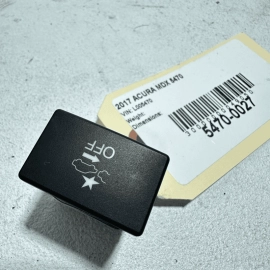 2017 ACURA MDX 5470
VIN: L005470
Weight:
Dimensions:
5470-0027
OFF